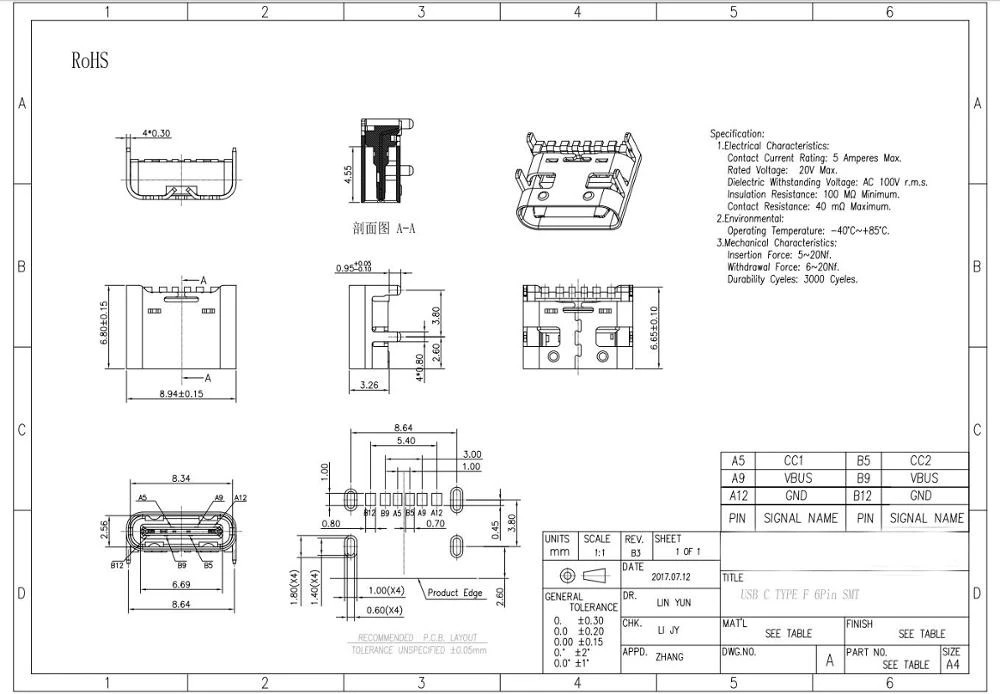 1 2 3 4 5 6
A A
B B
C C
D D
RoHS
4*0.30
4.55
剖面图 A-A
Specification:
1.Electrical Characteristics:
Contact Current Rating: 5 Amperes Max.
Rated Voltage: 20V Max.
Dielectric Withstanding Voltage: AC 100V r.m.s.
Insulation Resistance: 100 MΩ Minimum.
Contact Resistance: 40 mΩ Maximum.
2.Environmental:
Operating Temperature: -40°C~+85°C.
3.Mechanical Characteristics:
Insertion Force: 5~20Nf.
Withdrawal Force: 6~20Nf.
Durability Cyeles: 3000 Cyeles.
A
A
6.80±0.15
8.94±0.15
0.95+0.05-0.10
3.80
2.60
4*0.80
3.26
6.65±0.10
8.34
A5 A9 A12
2.56
B12 B9 B5
6.69
8.64
8.64
5.40
3.00
1.00
1.00
B12 B9 A5 B5 A9 A12
0.80 0.70
0.45
3.80
1.80(X4)
1.40(X4)
1.00(X4)
0.60(X4)
Product Edge
2.60
RECOMMENDED P.C.B. LAYOUT
TOLERANCE UNSPECIFIED ±0.05mm
A5 CC1 B5 CC2
A9 VBUS B9 VBUS
A12 GND B12 GND
PIN SIGNAL NAME PIN SIGNAL NAME
UNITS SCALE REV. SHEET
mm 1:1 B3 1 OF 1
DATE
2017.07.12
GENERAL
TOLERANCE
0. ±0.30
0.0 ±0.20
0.00 ±0.15
0.° ±2°
0.0° ±1°
DR. LIN YUN
CHK. LI JY
APPD. ZHANG
TITLE
USB C TYPE F 6Pin SMT
MAT'L
SEE TABLE
FINISH
SEE TABLE
DWG.NO.
A
PART NO.
SEE TABLE
SIZE
A4
1 2 3 4 5 6